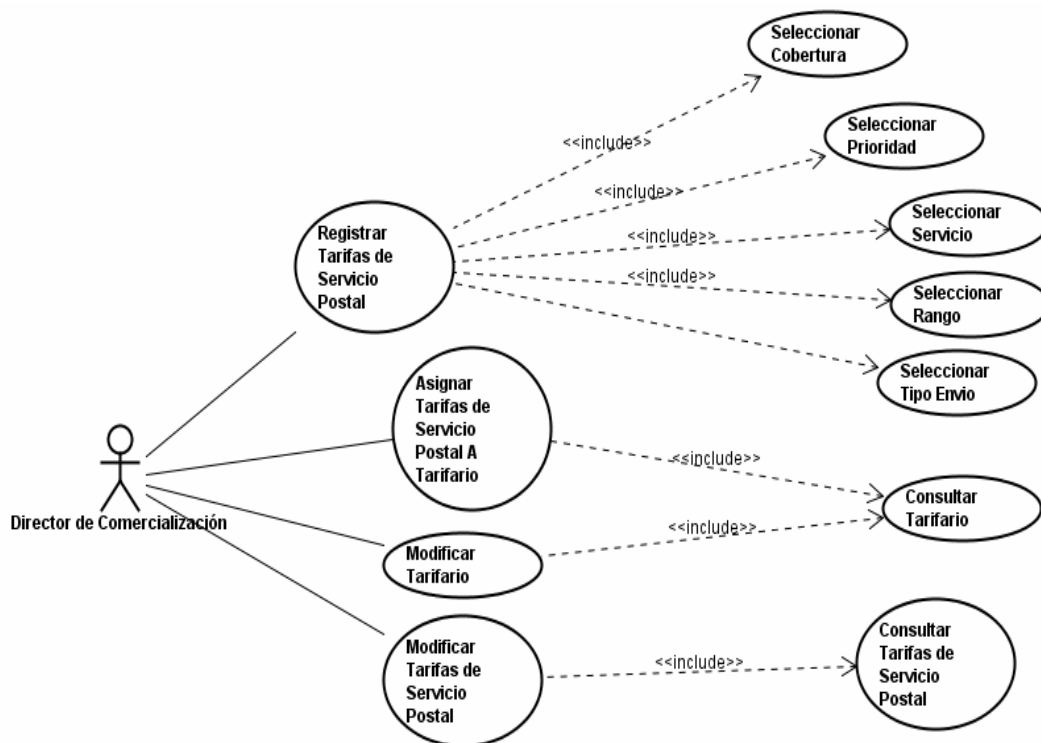 Seleccionar
Cobertura
<<include>>
Seleccionar
Prioridad
<<include>>
Registrar
Tarifas de
Servicio
Postal
<<include>>
Seleccionar
Servicio
<<include>>
Seleccionar
Rango
Seleccionar
Tipo Envio
Asignar
Tarifas de
Servicio
Postal A
Tarifario
<<include>>
Consultar
Tarifario
Director de Comercialización
Modificar
Tarifario
<<include>>
Modificar
Tarifas de
Servicio
Postal
<<include>>
Consultar
Tarifas de
Servicio
Postal